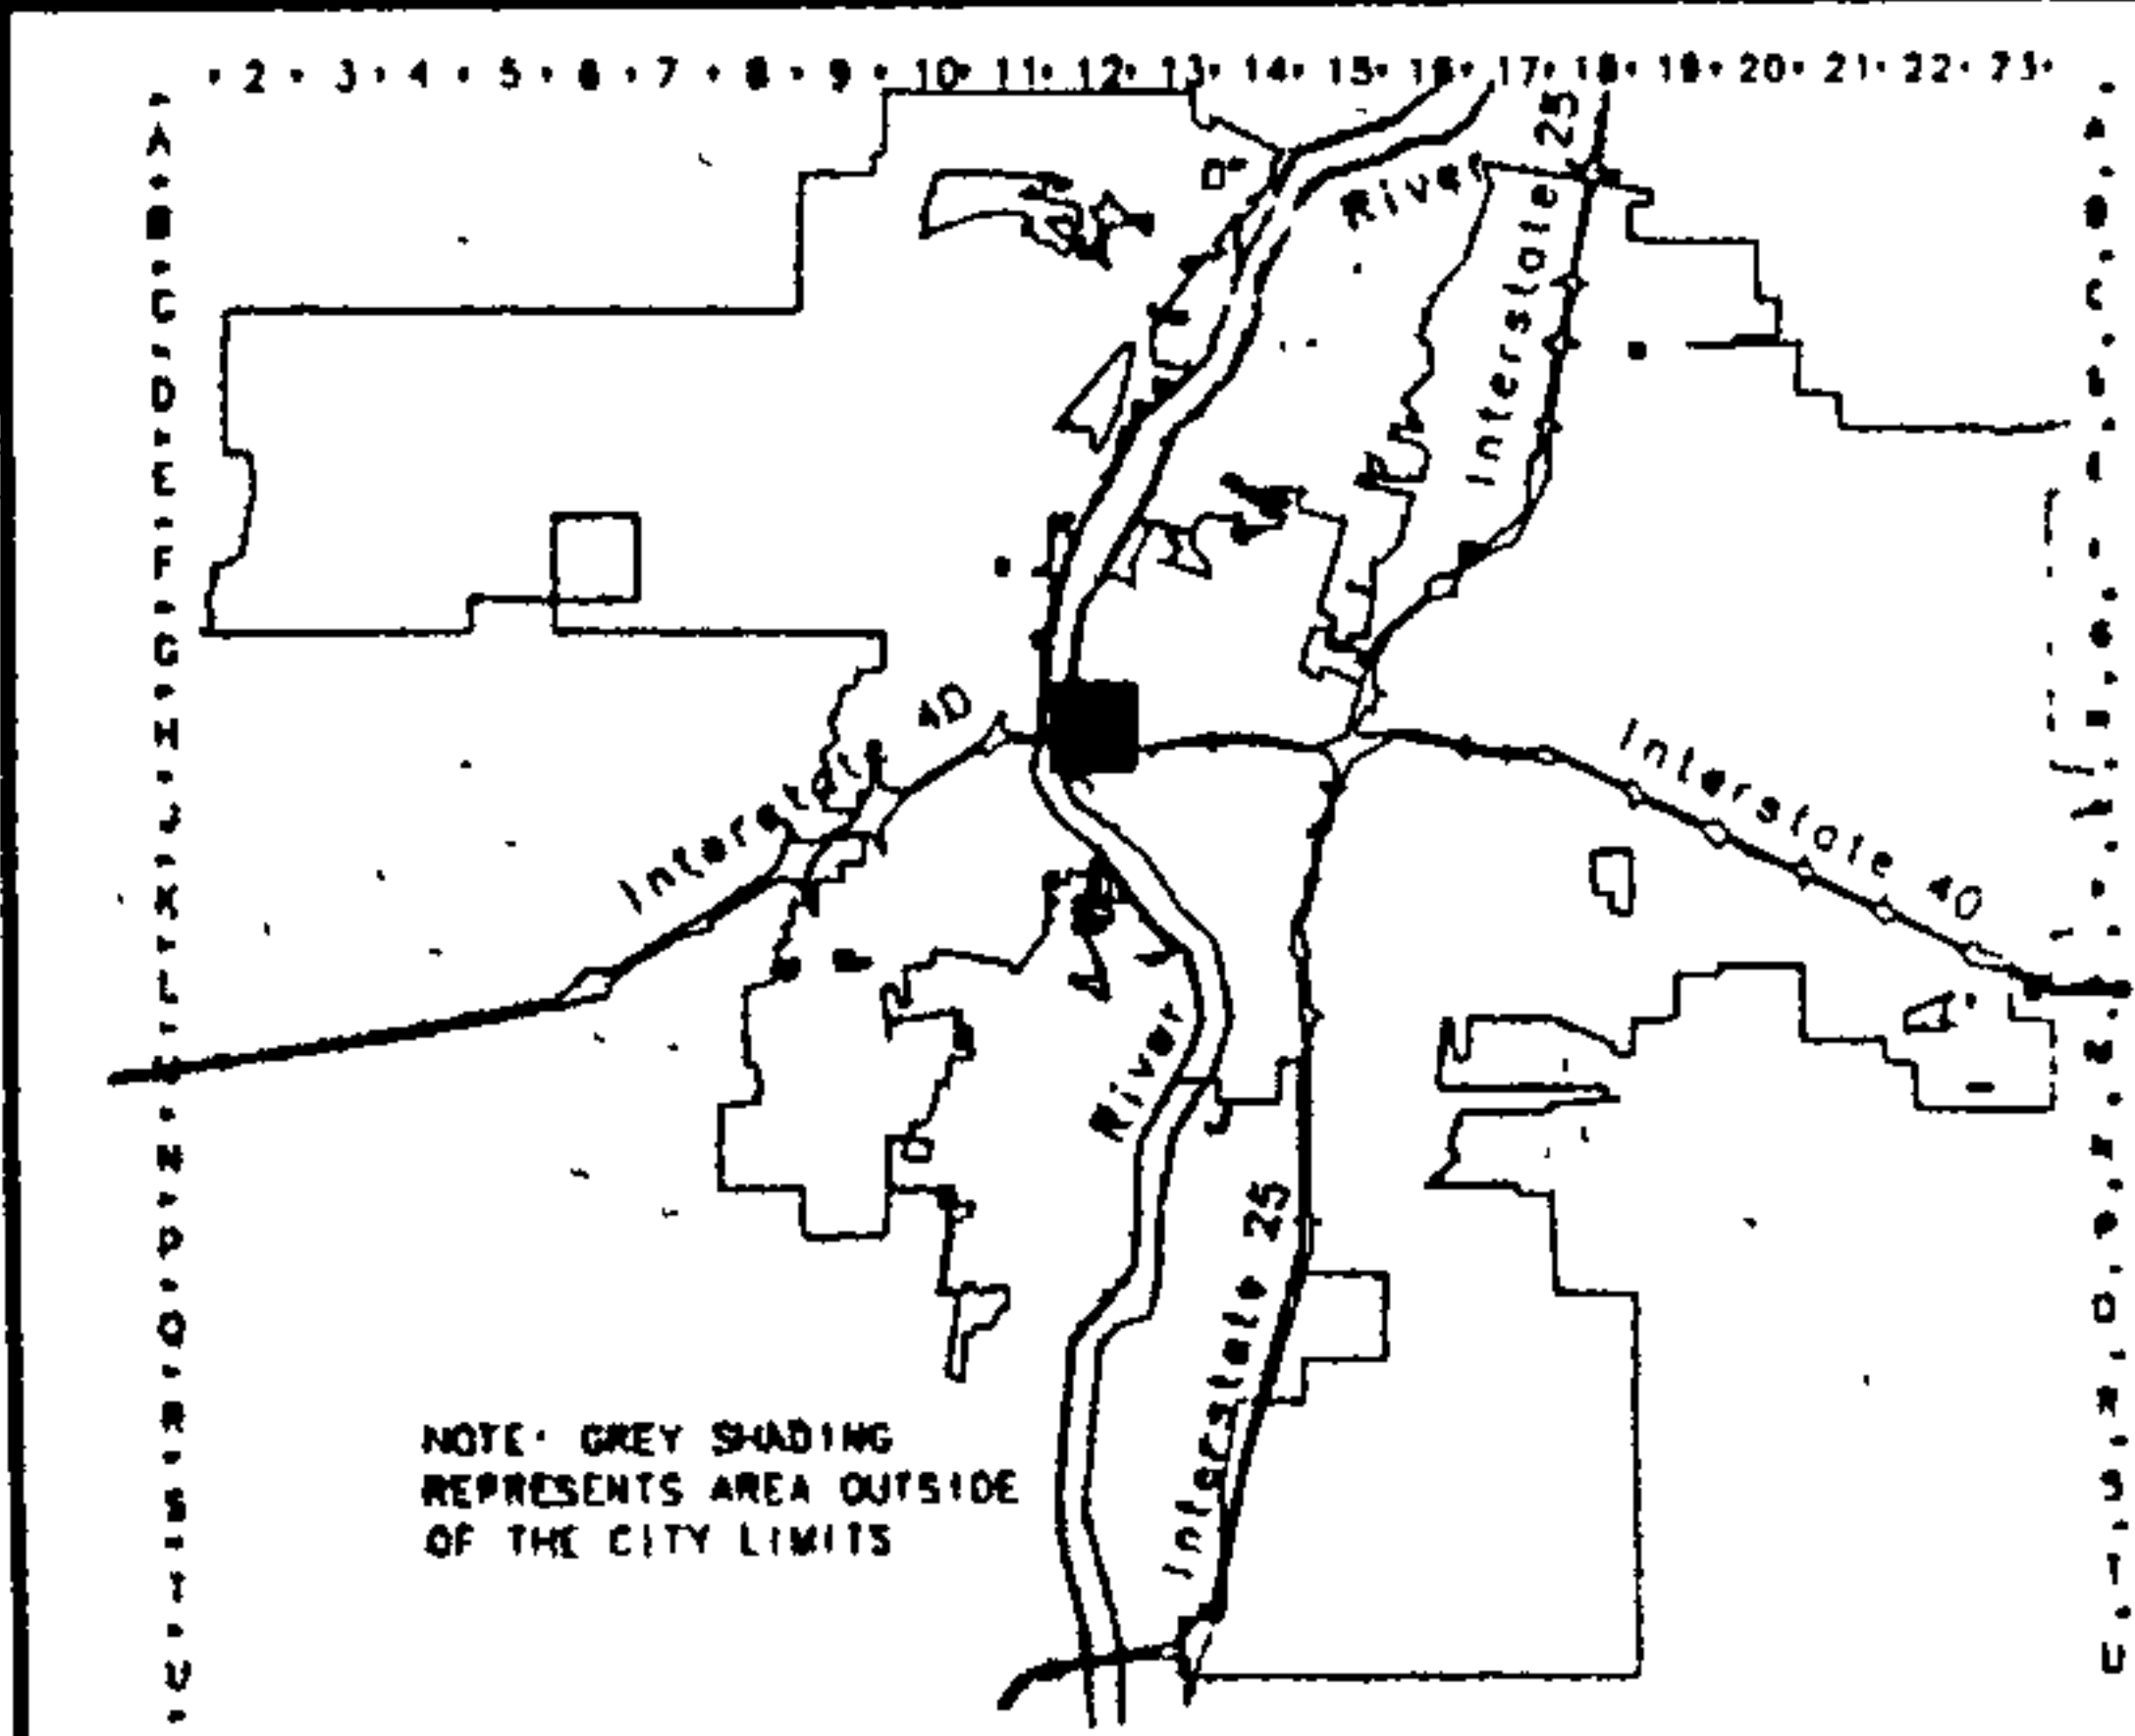 2 3 4 5 6 7 8 9 10 11 12 13 14 15 16 17 18 19 20 21 22 23
A
C
D
E
F
G
H
J
K
L
M
N
P
Q
R
S
T
U
River
Interstate 25
Interstate 40
Interstate 40
River
Interstate 25
NOTE: GREY SHADING
REPRESENTS AREA OUTSIDE
OF THE CITY LIMITS